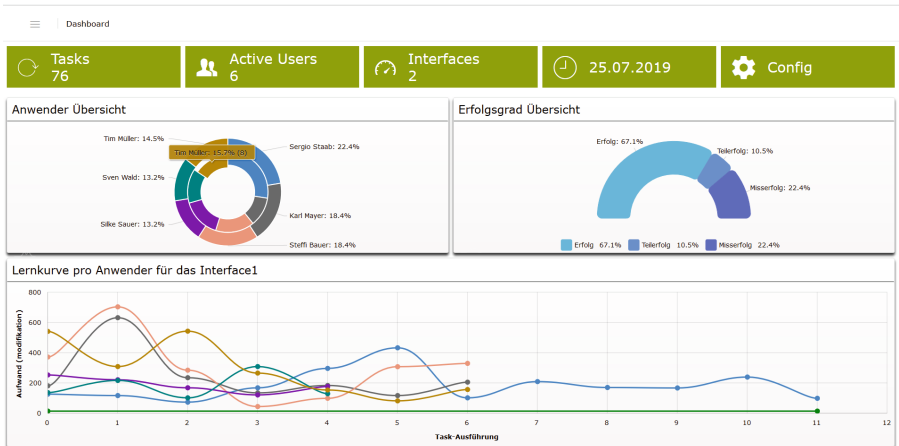 Dashboard
Tasks
76
Active Users
6
Interfaces
2
25.07.2019
Config
Anwender Übersicht
Tim Müller: 14.5%
Tim Müller: 15.7% (8)
Sergio Staab: 22.4%
Sven Wald: 13.2%
Karl Mayer: 18.4%
Silke Sauer: 13.2%
Steffi Bauer: 18.4%
Erfolgsgrad Übersicht
Erfolg: 67.1%
Teilerfolg: 10.5%
Misserfolg: 22.4%
Erfolg 67.1% Teilerfolg 10.5% Misserfolg 22.4%
Lernkurve pro Anwender für das Interface1
Aufwand (modifikation)
800
600
400
200
0
0 1 2 3 4 5 6 7 8 9 10 11 12
Task-Ausführung